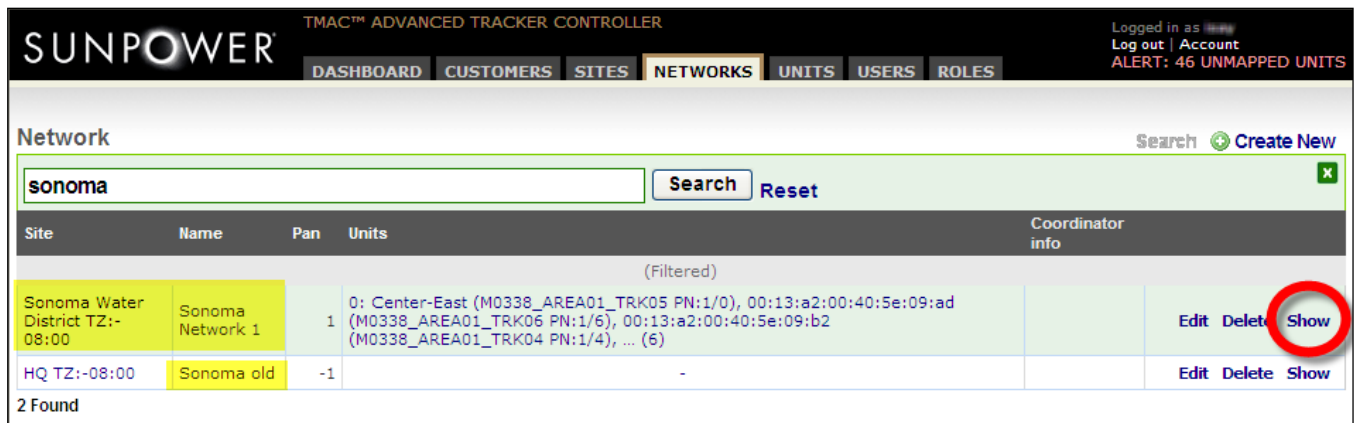 TMAC™ ADVANCED TRACKER CONTROLLER
SUNPOWER
Logged in as
Log out | Account
ALERT: 46 UNMAPPED UNITS
DASHBOARD CUSTOMERS SITES NETWORKS UNITS USERS ROLES
Network
Search Create New
sonoma Search Reset x
Site Name Pan Units Coordinator info
(Filtered)
Sonoma Water District TZ:-08:00
Sonoma Network 1
1
0: Center-East (M0338_AREA01_TRK05 PN:1/0), 00:13:a2:00:40:5e:09:ad
(M0338_AREA01_TRK06 PN:1/6), 00:13:a2:00:40:5e:09:b2
(M0338_AREA01_TRK04 PN:1/4), ... (6)
Edit Delete Show
HQ TZ:-08:00 Sonoma old -1 - Edit Delete Show
2 Found